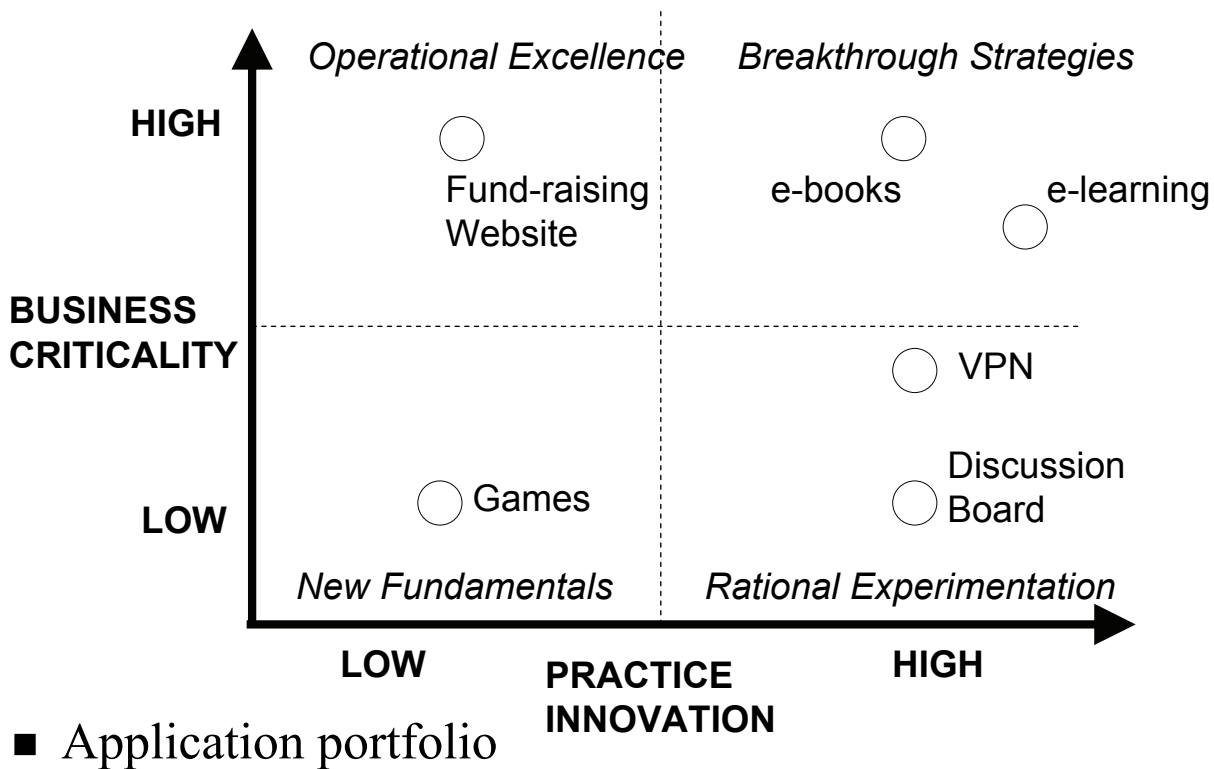 Operational Excellence
Breakthrough Strategies
HIGH
Fund-raising
Website
e-books
e-learning
BUSINESS
CRITICALITY
VPN
Discussion
Board
Games
LOW
New Fundamentals
Rational Experimentation
LOW
PRACTICE
INNOVATION
HIGH
■ Application portfolio